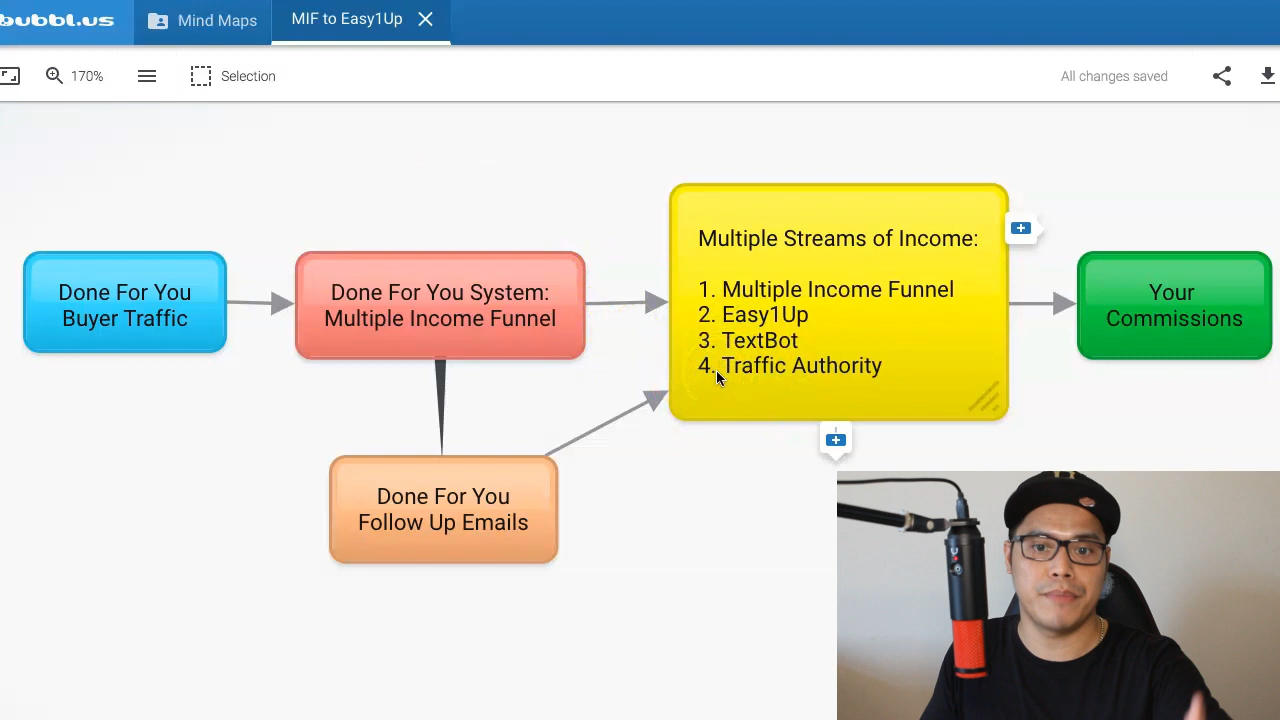 bubbl.us
Mind Maps
MIF to Easy1Up
170%
Selection
All changes saved
Done For You
Buyer Traffic
Done For You System:
Multiple Income Funnel
Multiple Streams of Income:
1. Multiple Income Funnel
2. Easy1Up
3. TextBot
4. Traffic Authority
Your
Commissions
Done For You
Follow Up Emails